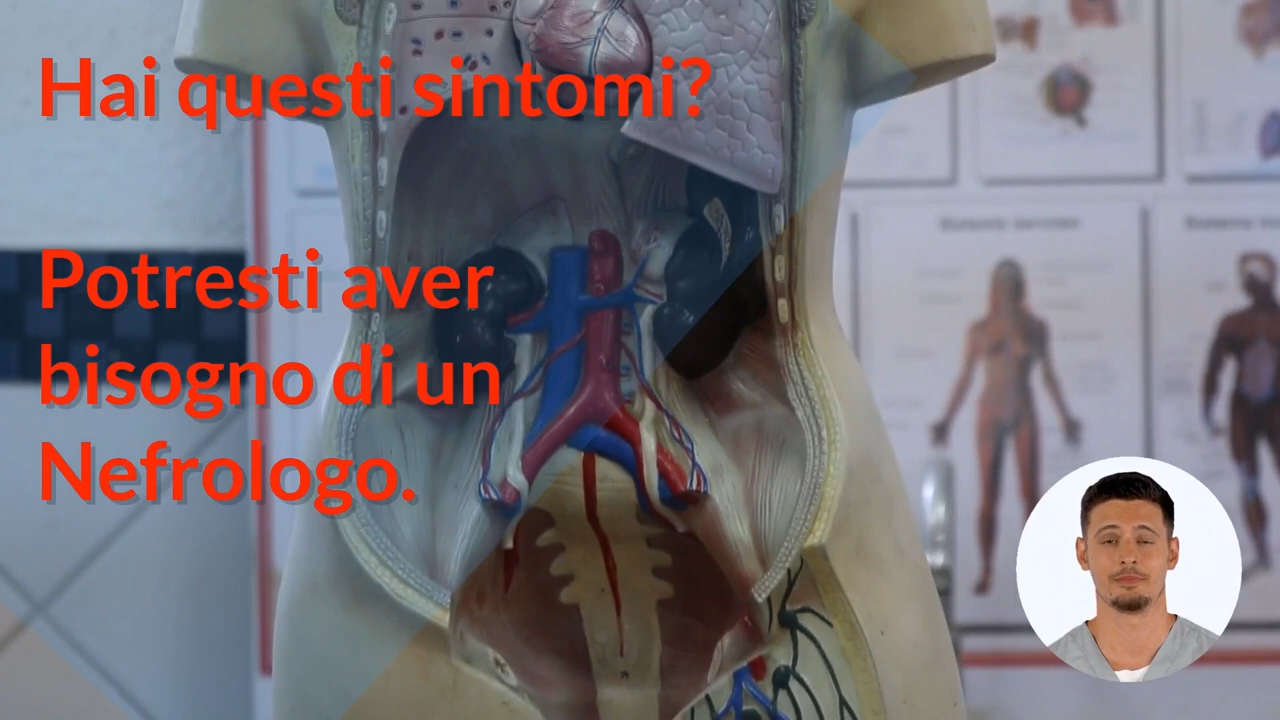 Hai questi sintomi?
Potresti aver
bisogno di un
Nefrologo.